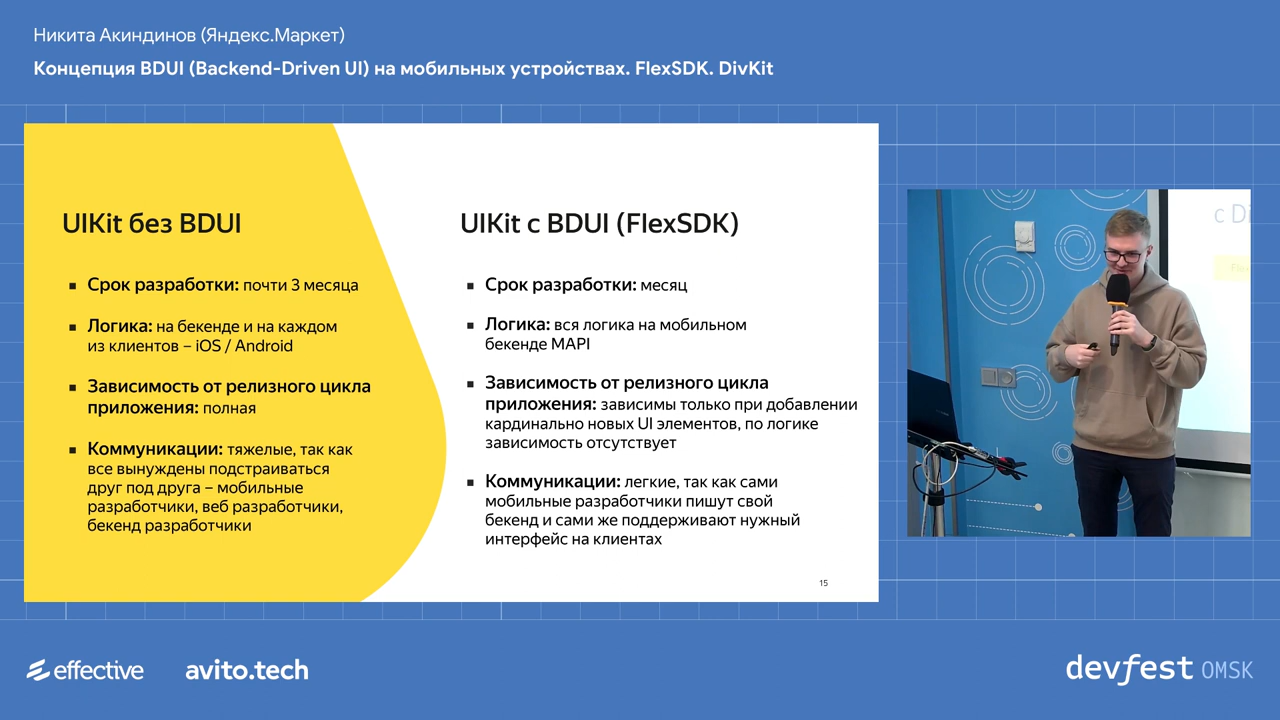 Никита Акиндинов (Яндекс.Маркет)
Концепция BDUI (Backend-Driven UI) на мобильных устройствах. FlexSDK. DivKit
UIKit без BDUI
▪ Срок разработки: почти 3 месяца
▪ Логика: на бекенде и на каждом
из клиентов – iOS / Android
▪ Зависимость от релизного цикла
приложения: полная
▪ Коммуникации: тяжелые, так как
все вынуждены подстраиваться
друг под друга – мобильные
разработчики, веб разработчики,
бекенд разработчики
UIKit с BDUI (FlexSDK)
▪ Срок разработки: месяц
▪ Логика: вся логика на мобильном
бекенде MAPI
▪ Зависимость от релизного цикла
приложения: зависимы только при добавлении
кардинально новых UI элементов, по логике
зависимость отсутствует
▪ Коммуникации: легкие, так как сами
мобильные разработчики пишут свой
бекенд и сами же поддерживают нужный
интерфейс на клиентах
15
с Di
effective
avito.tech
devfest OMSK